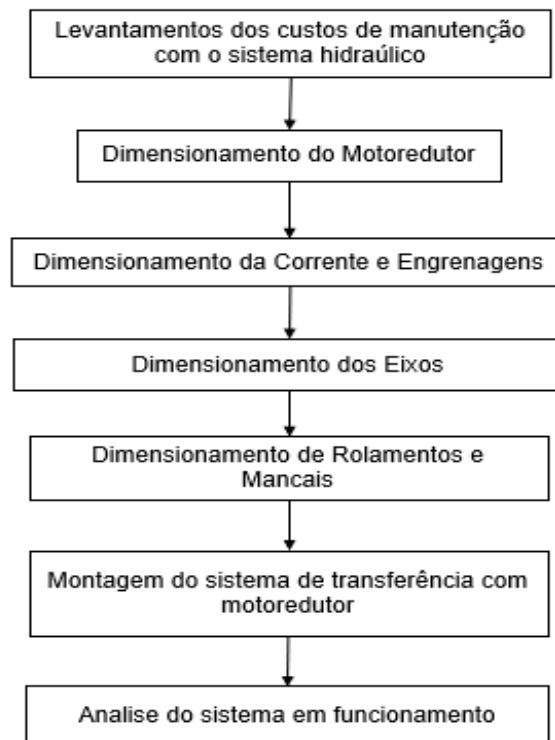 Levantamentos dos custos de manutenção
com o sistema hidraúlico
Dimensionamento do Motoredutor
Dimensionamento da Corrente e Engrenagens
Dimensionamento dos Eixos
Dimensionamento de Rolamentos e
Mancais
Montagem do sistema de transferência com
motoredutor
Analise do sistema em funcionamento